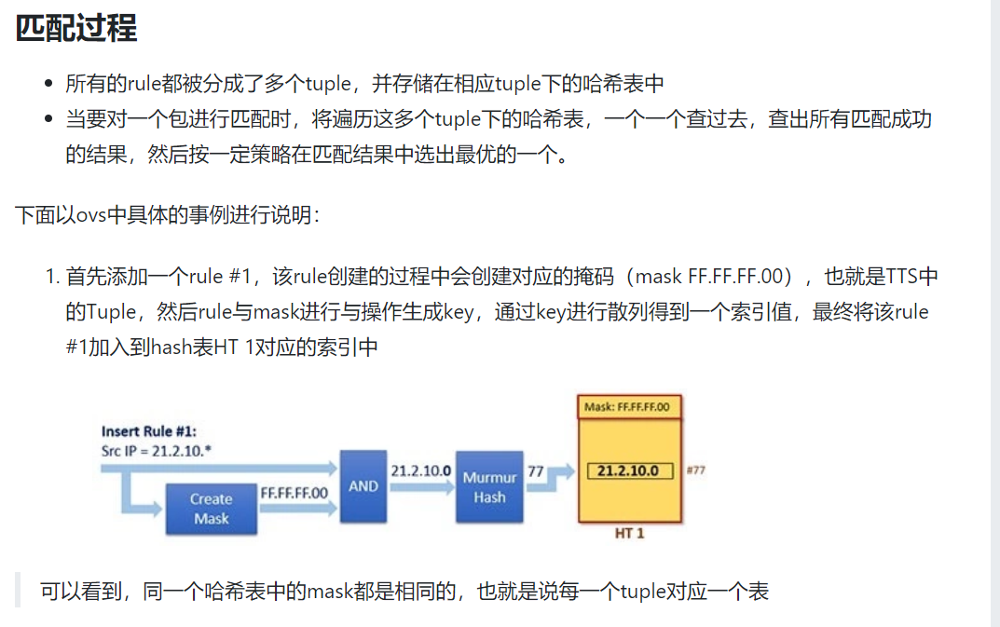 匹配过程
• 所有的rule都被分成了多个tuple，并存储在相应tuple下的哈希表中
• 当要对一个包进行匹配时，将遍历这多个tuple下的哈希表，一个一个查过去，查出所有匹配成功
的结果，然后按一定策略在匹配结果中选出最优的一个。
下面以ovs中具体的事例进行说明：
1. 首先添加一个rule #1，该rule创建的过程中会创建对应的掩码（mask FF.FF.FF.00），也就是TTS中
的Tuple，然后rule与mask进行与操作生成key，通过key进行散列得到一个索引值，最终将该rule
#1加入到hash表HT 1对应的索引中
Insert Rule #1:
Src IP = 21.2.10.*
Create
Mask
FF.FF.FF.00
AND
21.2.10.0
Murmur
Hash
77
Mask: FF.FF.FF.00
21.2.10.0
#77
HT 1
可以看到，同一个哈希表中的mask都是相同的，也就是说每一个tuple对应一个表